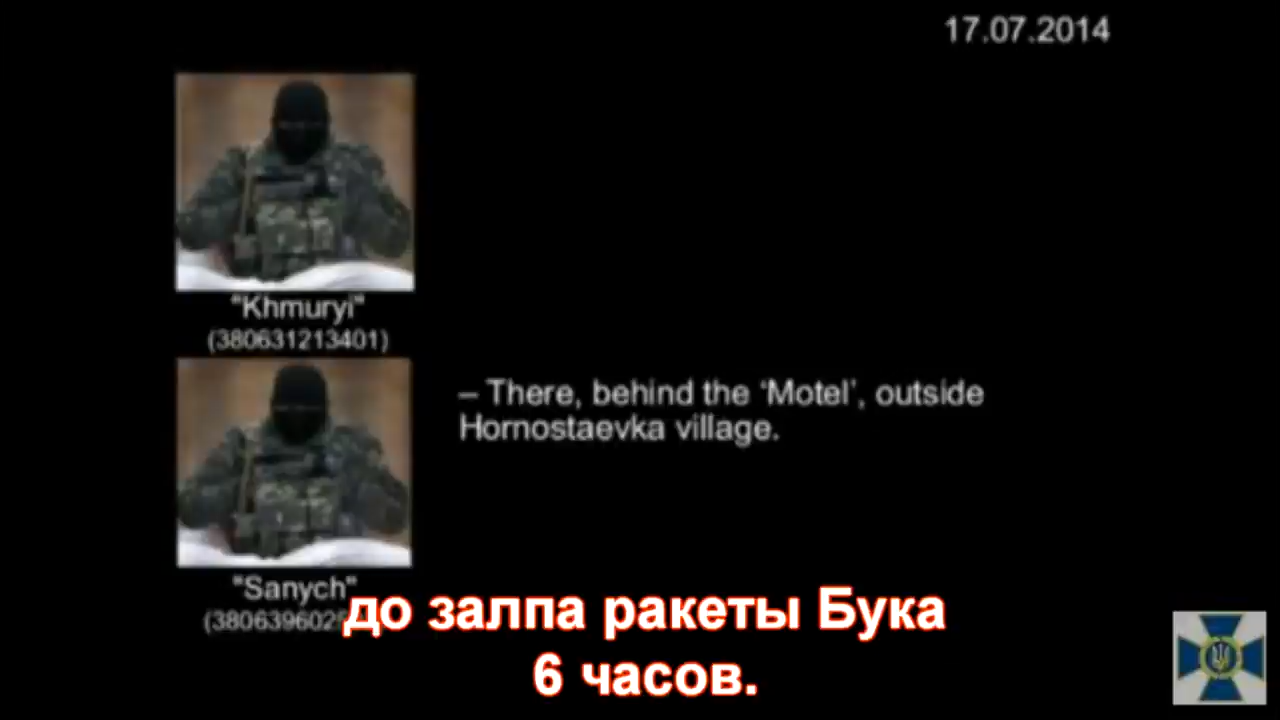 17.07.2014
"Khmuryi"
(380631213401)
– There, behind the ‘Motel’, outside
Hornostaevka village.
"Sanych"
до залпа ракеты Бука
6 часов.